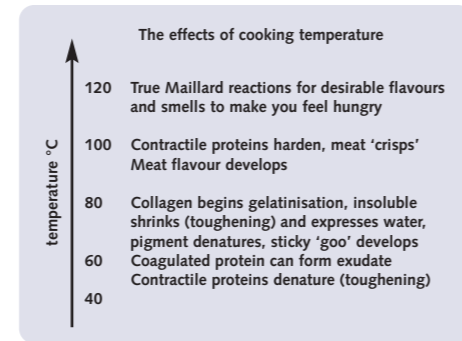 The effects of cooking temperature
120 True Maillard reactions for desirable flavours
and smells to make you feel hungry
100 Contractile proteins harden, meat ‘crisps’
Meat flavour develops
80 Collagen begins gelatinisation, insoluble
shrinks (toughening) and expresses water,
pigment denatures, sticky ‘goo’ develops
60 Coagulated protein can form exudate
Contractile proteins denature (toughening)
40
temperature °C